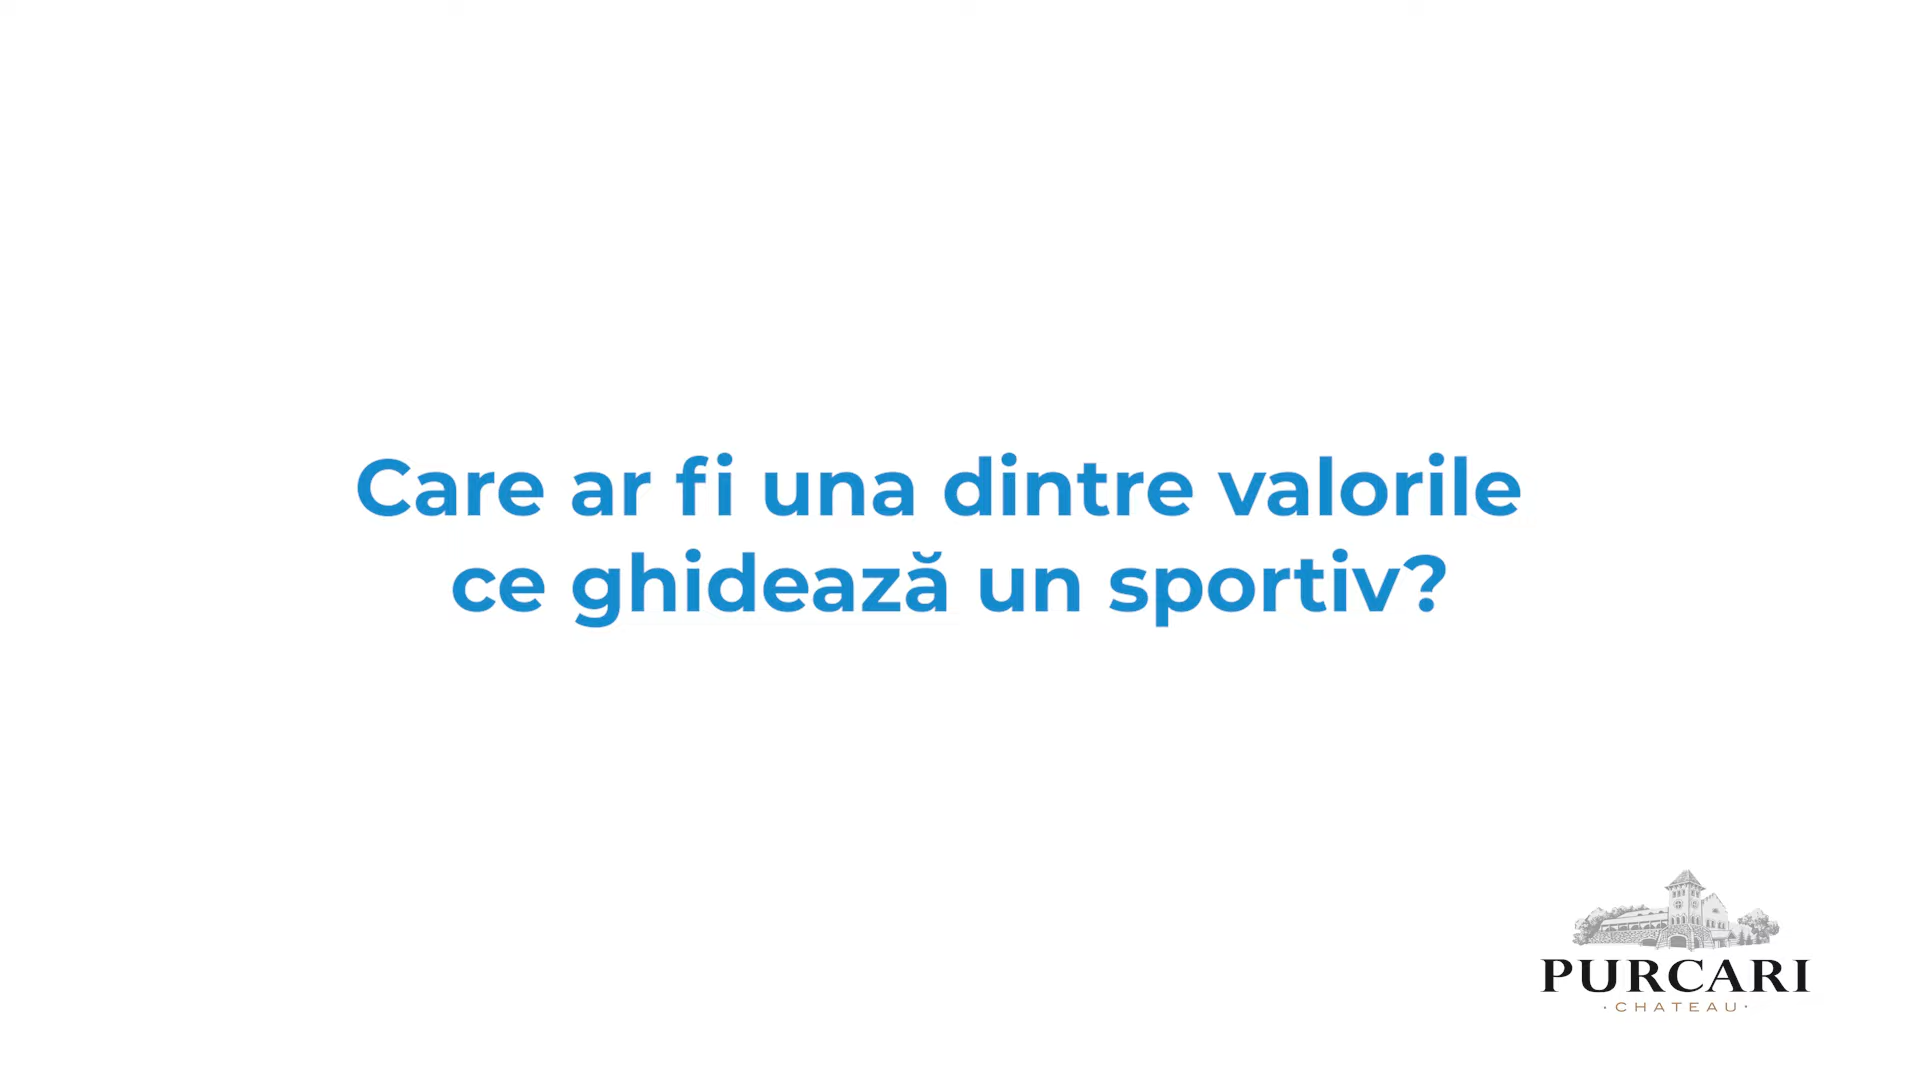 Care ar fi una dintre valorile
ce ghidează un sportiv?
PURCARI
· CHATEAU ·